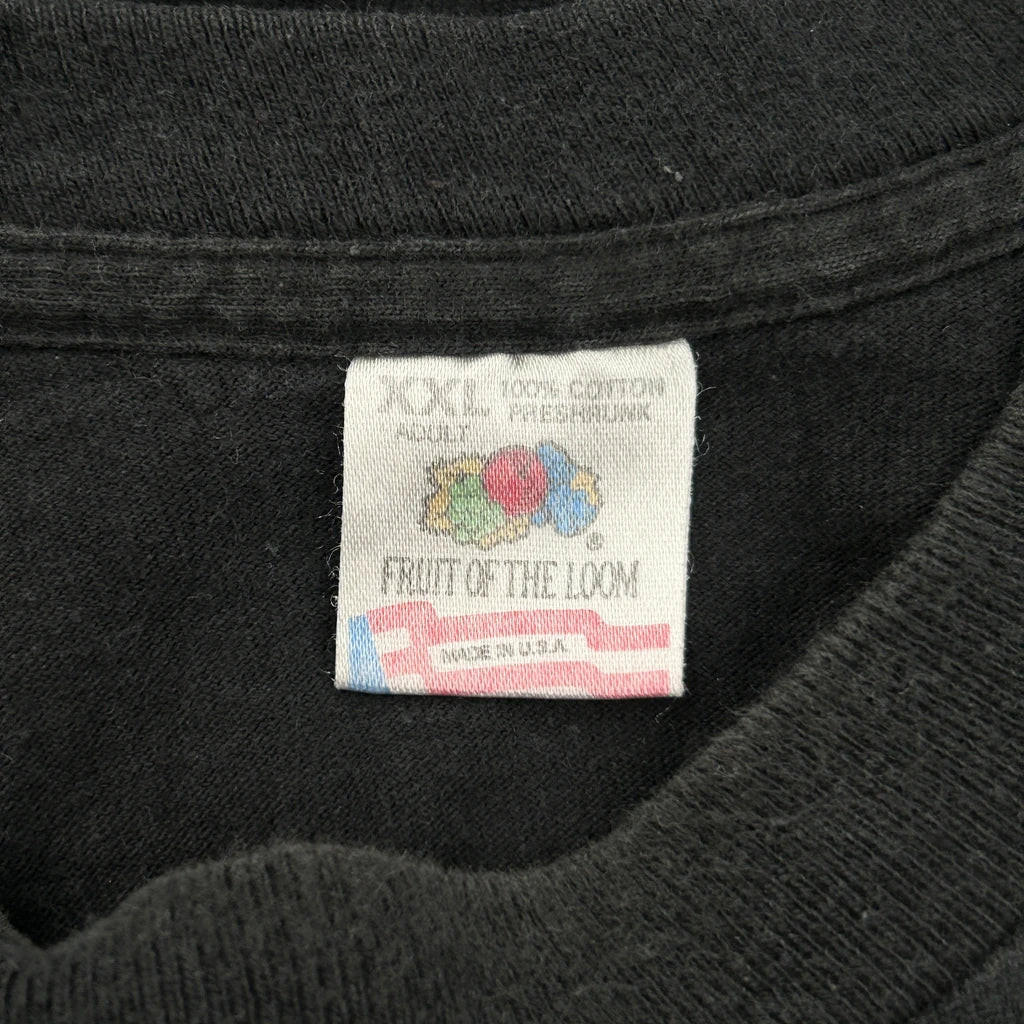 XXL 100% COTTON
ADULT PRESHRUNK
®
FRUIT OF THE LOOM
MADE IN U.S.A.